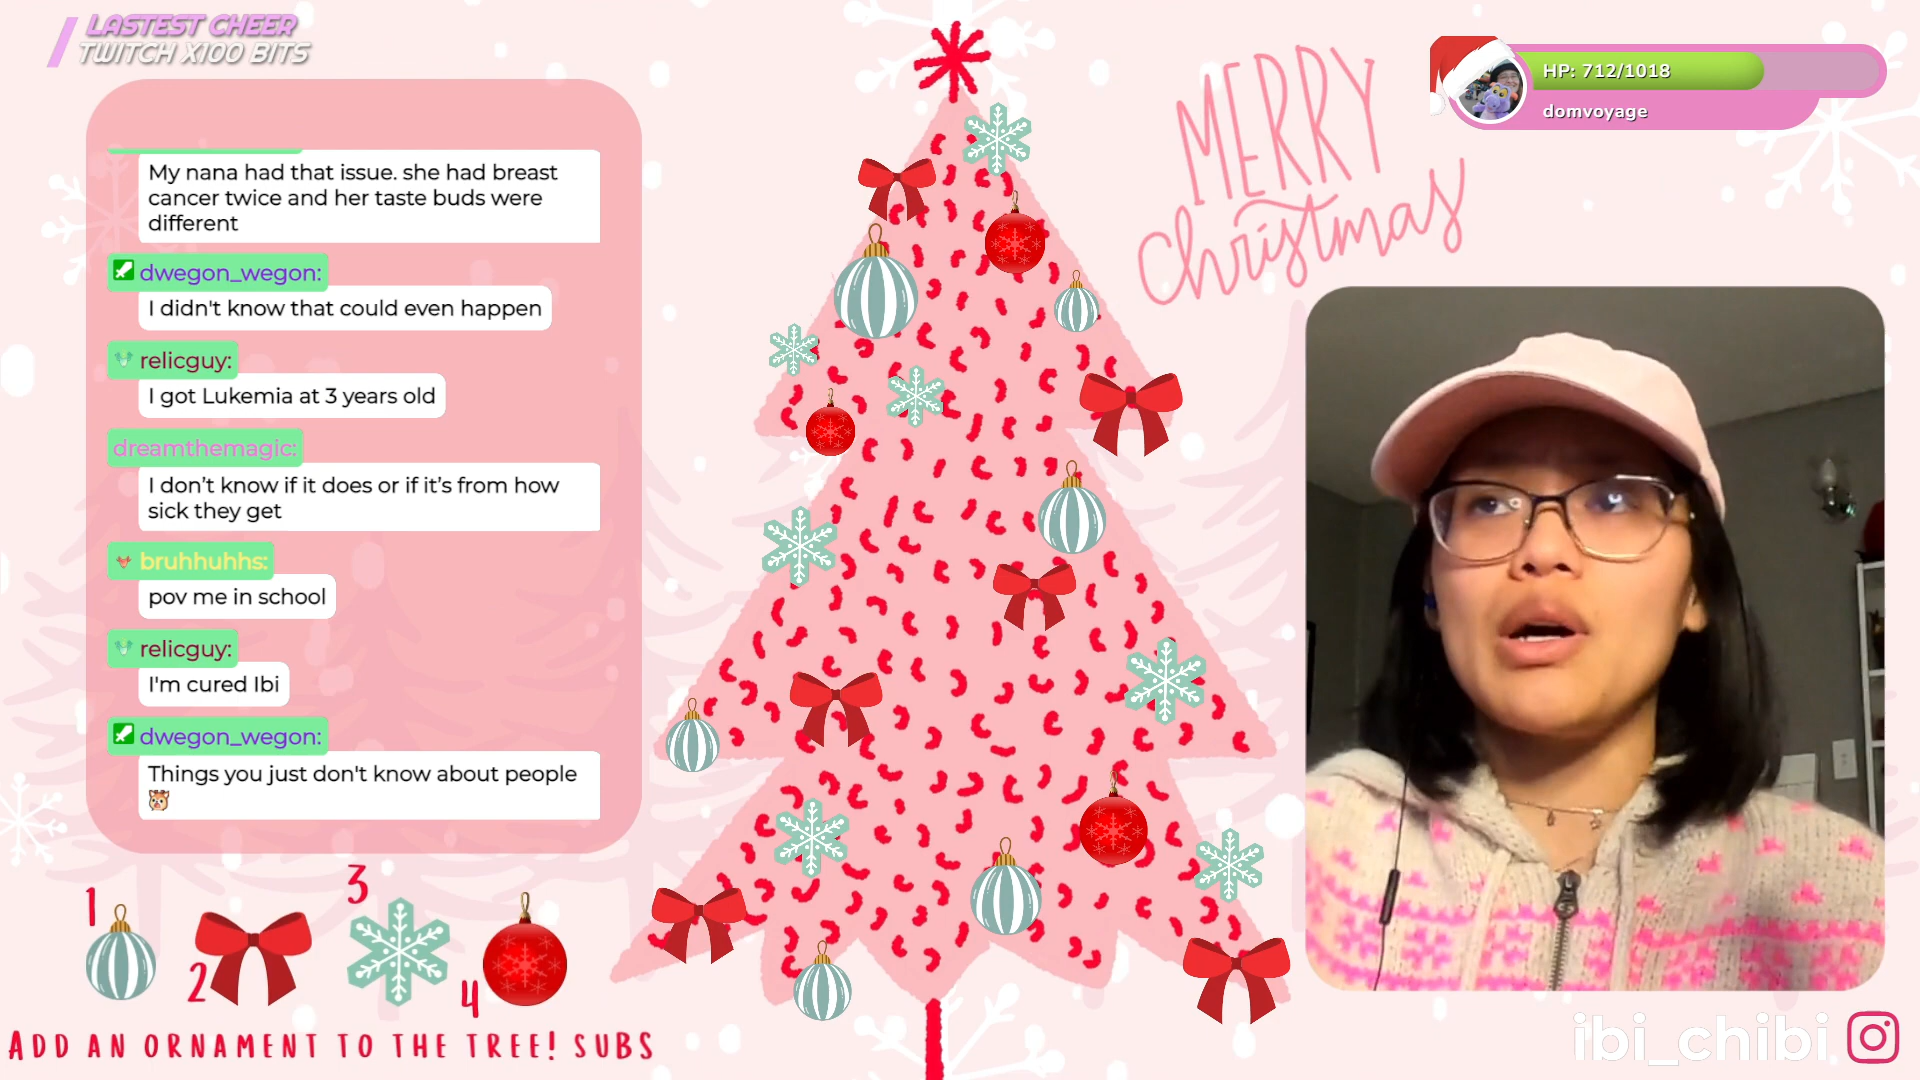 LASTEST CHEER
TWITCH X100 BITS
My nana had that issue. she had breast
cancer twice and her taste buds were
different
dwegon_wegon:
I didn't know that could even happen
relicguy:
I got Lukemia at 3 years old
dreamthemagic:
I don’t know if it does or if it’s from how
sick they get
bruhhuhhs:
pov me in school
relicguy:
I'm cured Ibi
dwegon_wegon:
Things you just don't know about people
1
2
3
4
ADD AN ORNAMENT TO THE TREE! SUBS
MERRY
christmas
HP: 712/1018
domvoyage
ibi_chibi